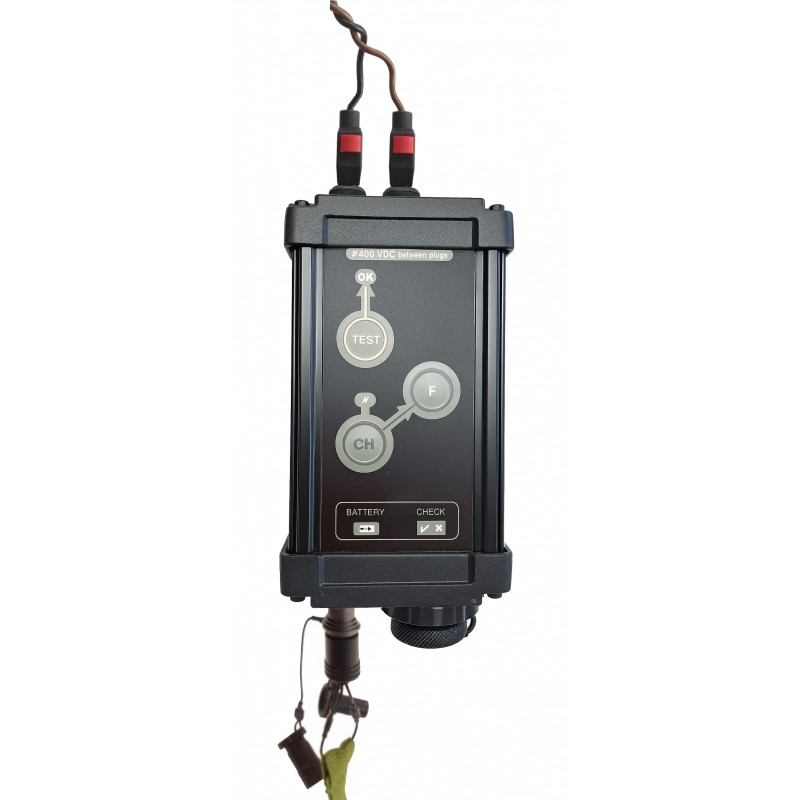 400 VDC between plugs
OK
TEST
F
CH
BATTERY CHECK